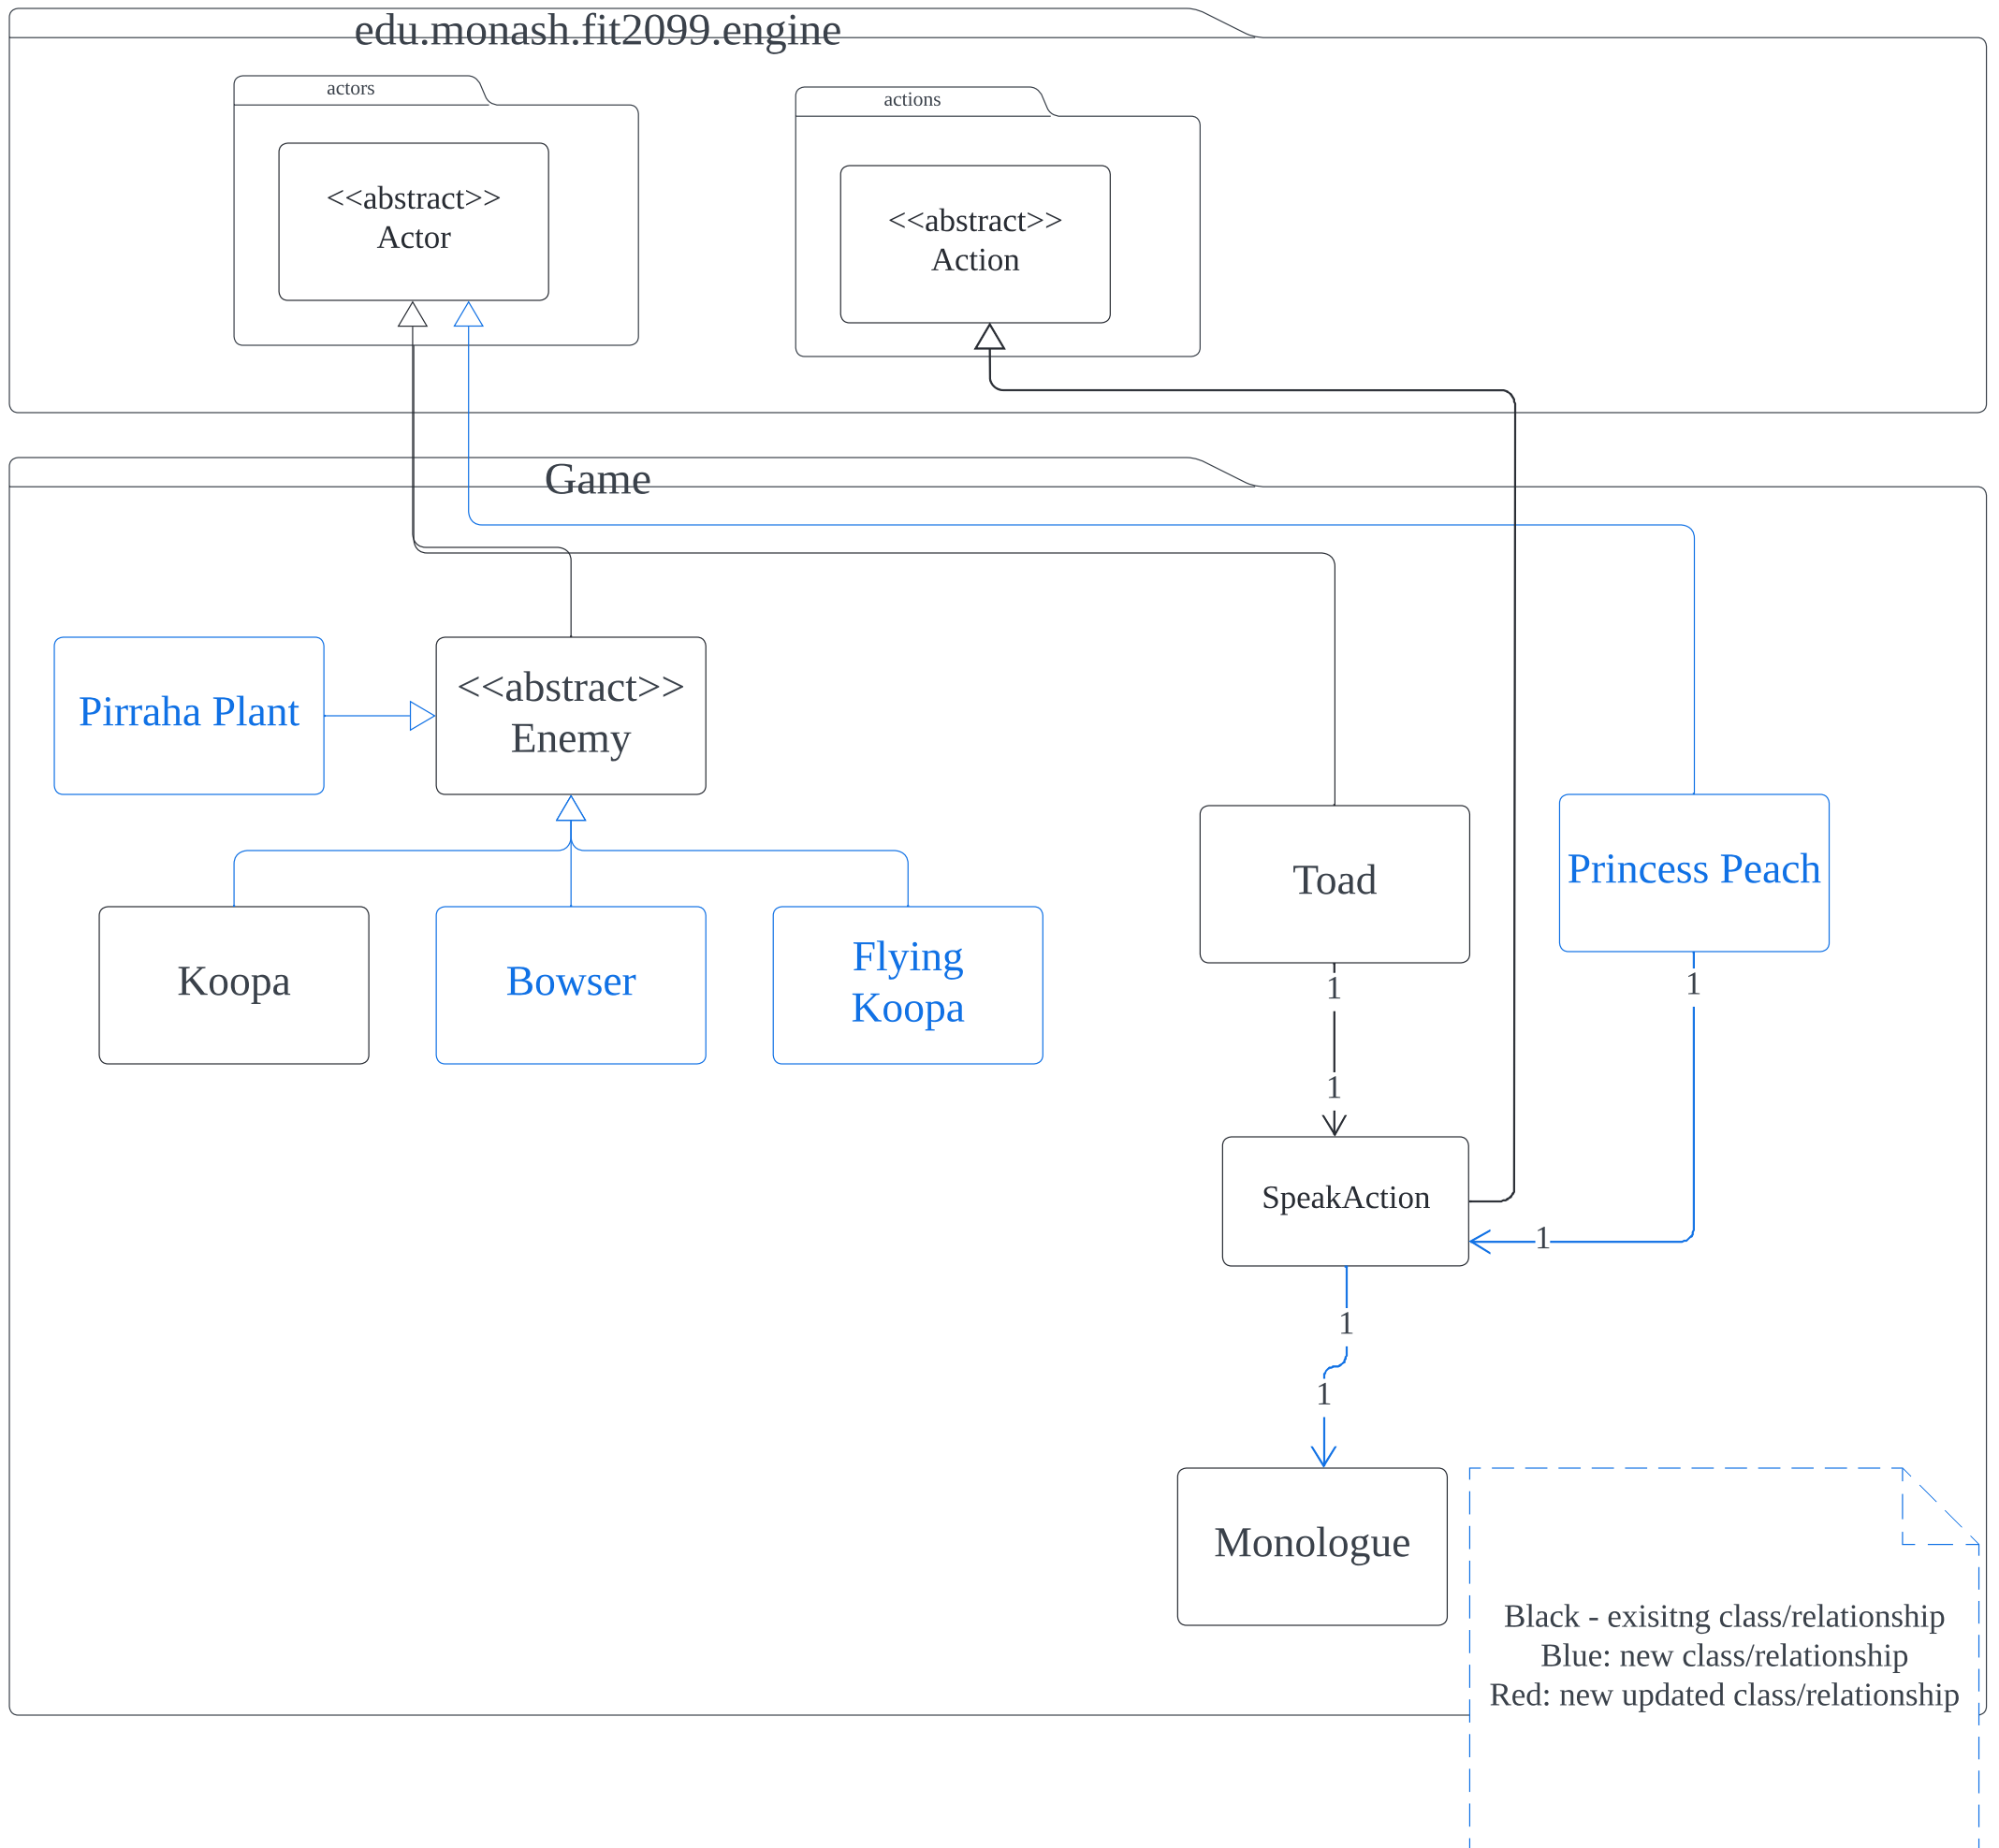 edu.monash.fit2099.engine
actors
actions
<<abstract>>
Actor
<<abstract>>
Action
Game
Pirraha Plant
<<abstract>>
Enemy
Toad
Princess Peach
Koopa
Bowser
Flying
Koopa
1
1
1
SpeakAction
1
1
1
Monologue
Black - exisitng class/relationship
Blue: new class/relationship
Red: new updated class/relationship